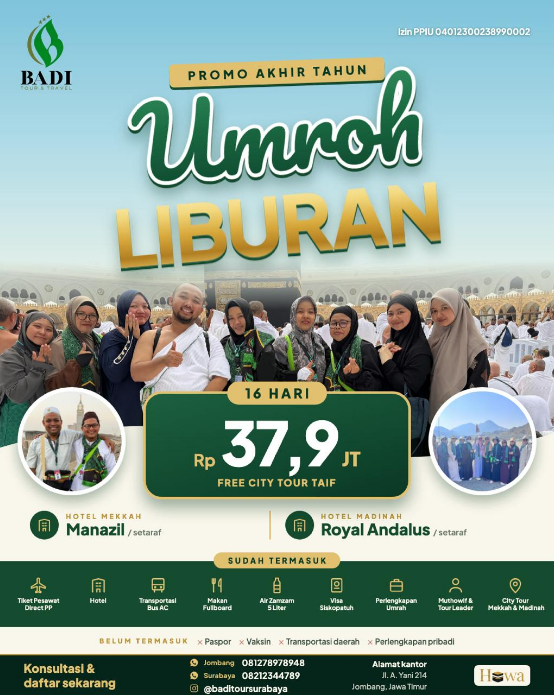 BADI
TOUR & TRAVEL
Izin PPIU 04012300238990002
PROMO AKHIR TAHUN
Umroh
LIBURAN
16 HARI
Rp 37,9 JT
FREE CITY TOUR TAIF
HOTEL MEKKAH
Manazil / setaraf
HOTEL MADINAH
Royal Andalus / setaraf
SUDAH TERMASUK
Tiket Pesawat
Direct PP
Hotel
Transportasi
Bus AC
Makan
Fullboard
Air Zamzam
5 Liter
Visa
Siskopatuh
Perlengkapan
Umrah
Muthowif &
Tour Leader
City Tour
Mekkah & Madinah
BELUM TERMASUK × Paspor × Vaksin × Transportasi daerah × Perlengkapan pribadi
Konsultasi &
daftar sekarang
Jombang 081278978948
Surabaya 08212344789
@baditoursurabaya
Alamat kantor
Jl. A. Yani 214
Jombang, Jawa Timur